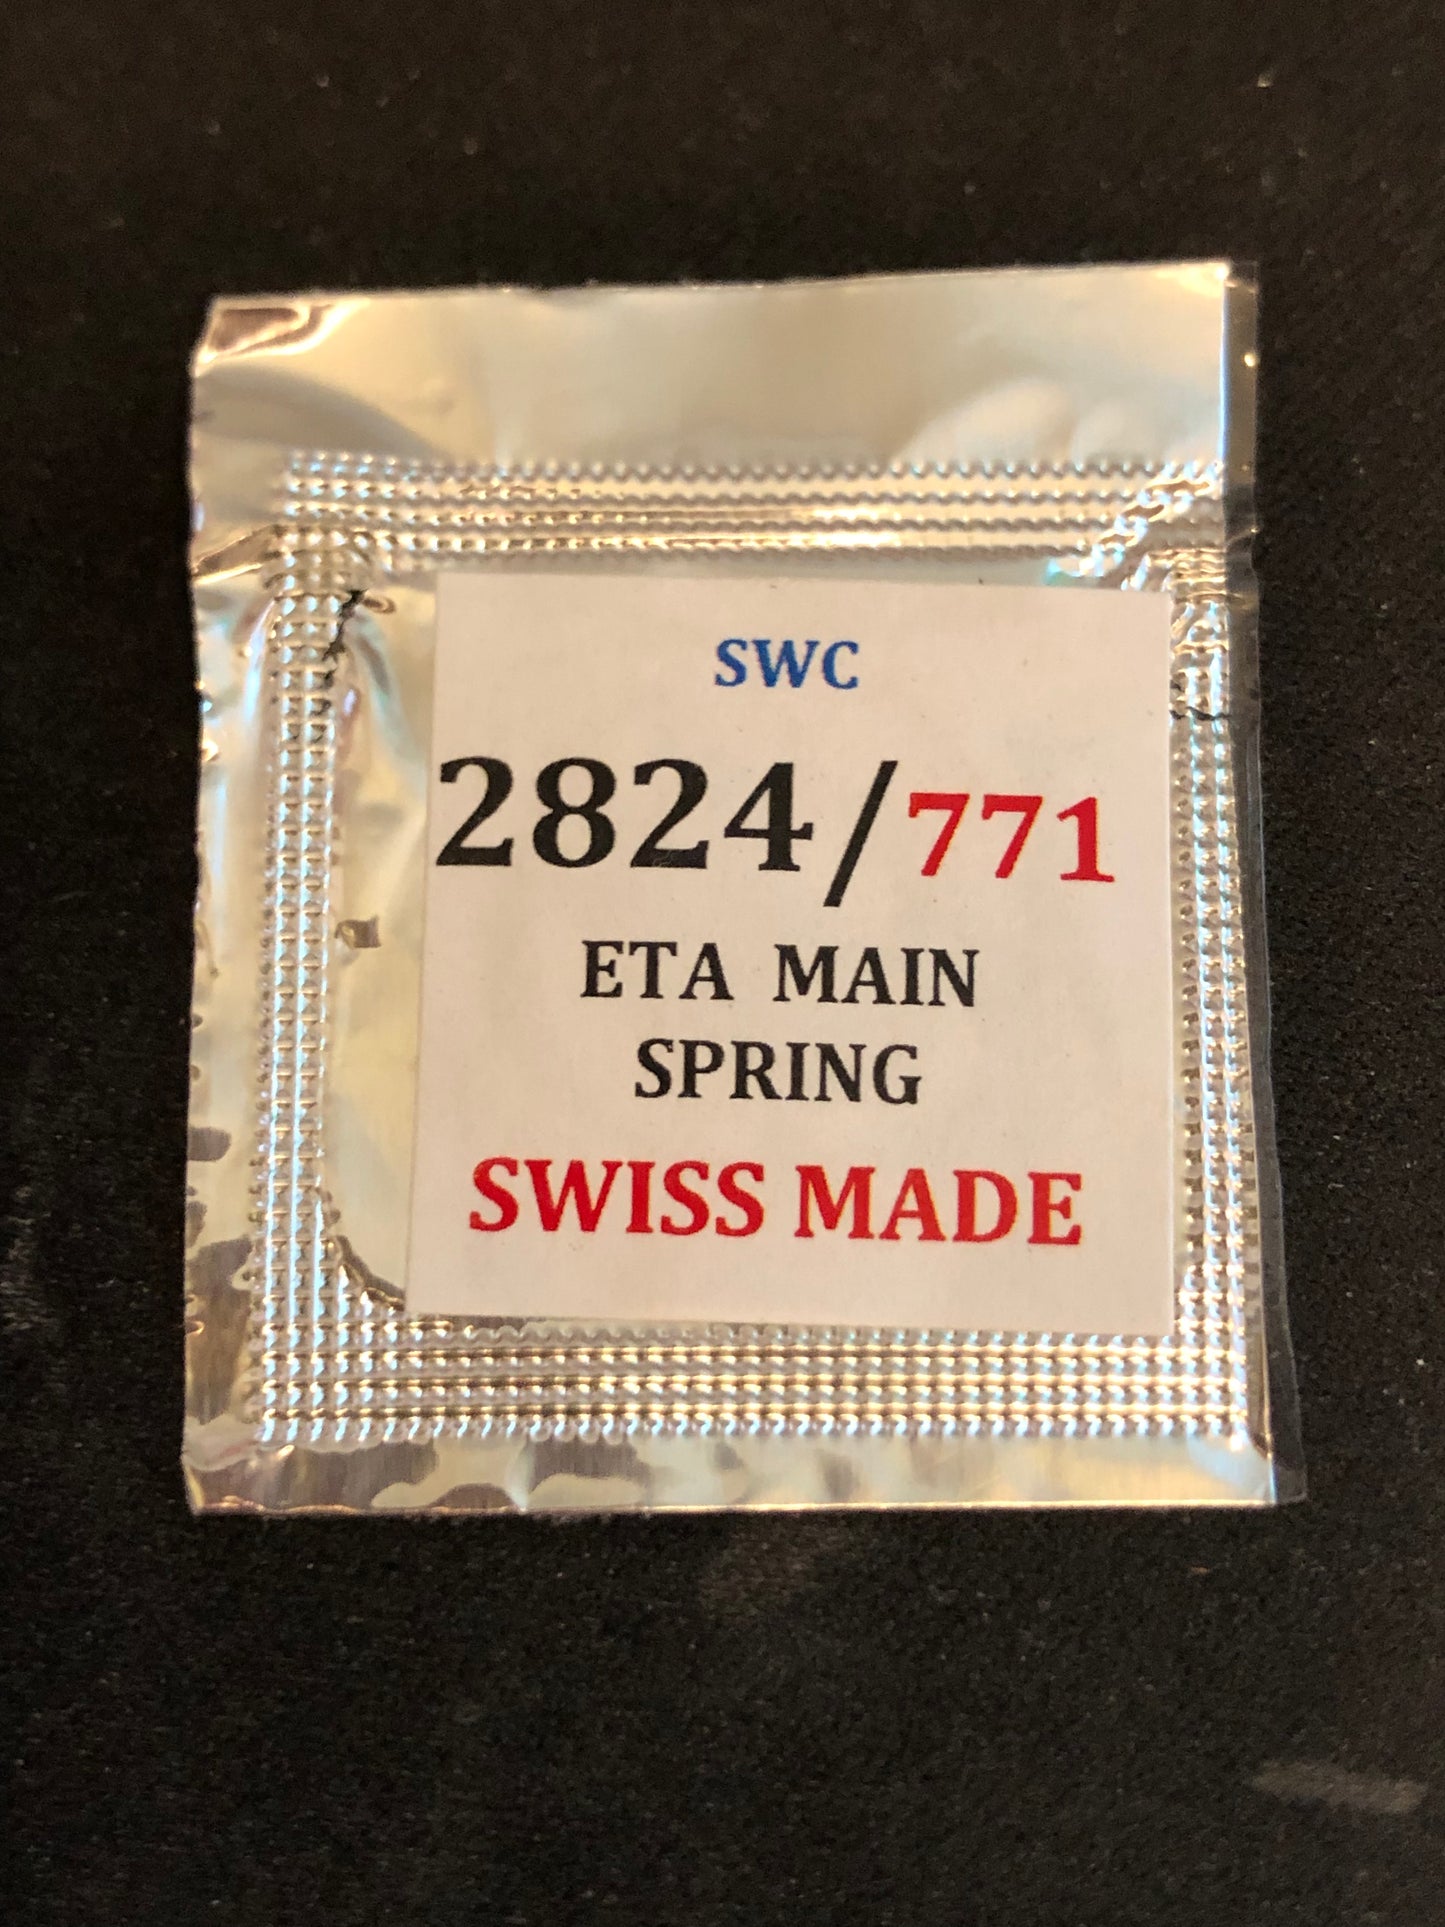 SWC
2824/771
ETA MAIN
SPRING
SWISS MADE